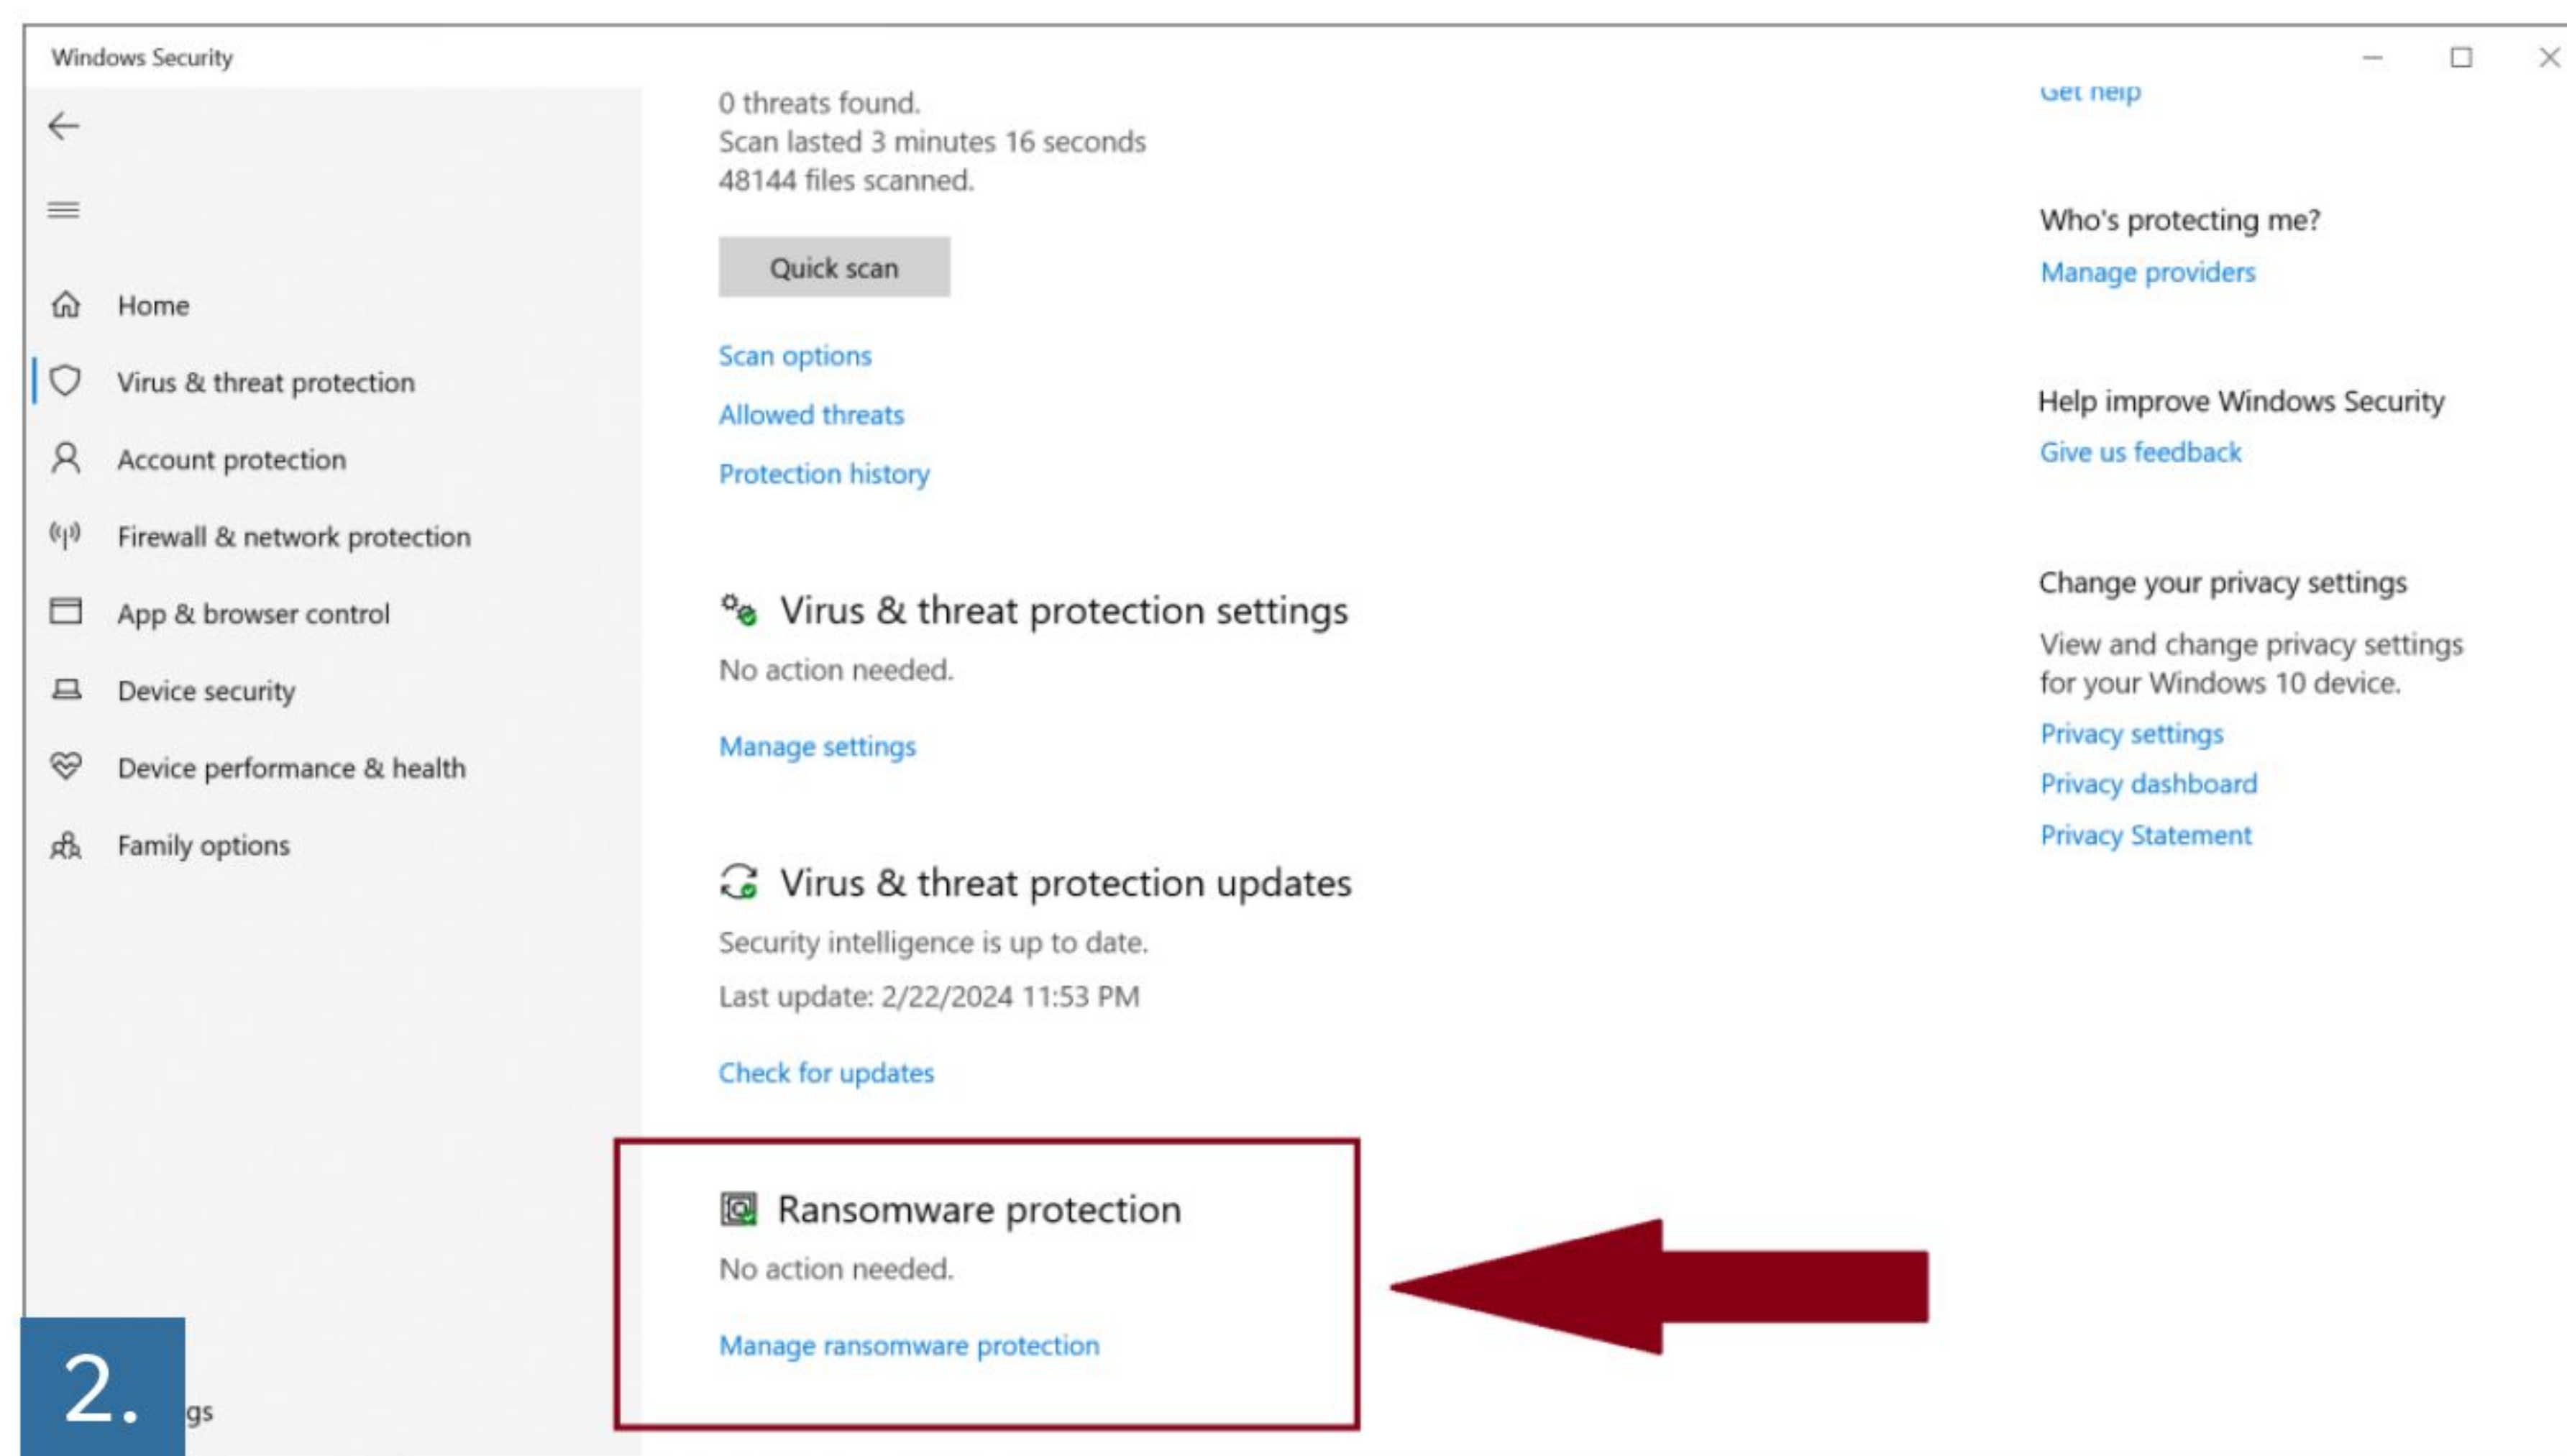 Windows Security
Home
Virus & threat protection
Account protection
Firewall & network protection
App & browser control
Device security
Device performance & health
Family options
gs
2.
0 threats found.
Scan lasted 3 minutes 16 seconds
48144 files scanned.
Quick scan
Scan options
Allowed threats
Protection history
Virus & threat protection settings
No action needed.
Manage settings
Virus & threat protection updates
Security intelligence is up to date.
Last update: 2/22/2024 11:53 PM
Check for updates
Ransomware protection
No action needed.
Manage ransomware protection
Get help
Who's protecting me?
Manage providers
Help improve Windows Security
Give us feedback
Change your privacy settings
View and change privacy settings
for your Windows 10 device.
Privacy settings
Privacy dashboard
Privacy Statement